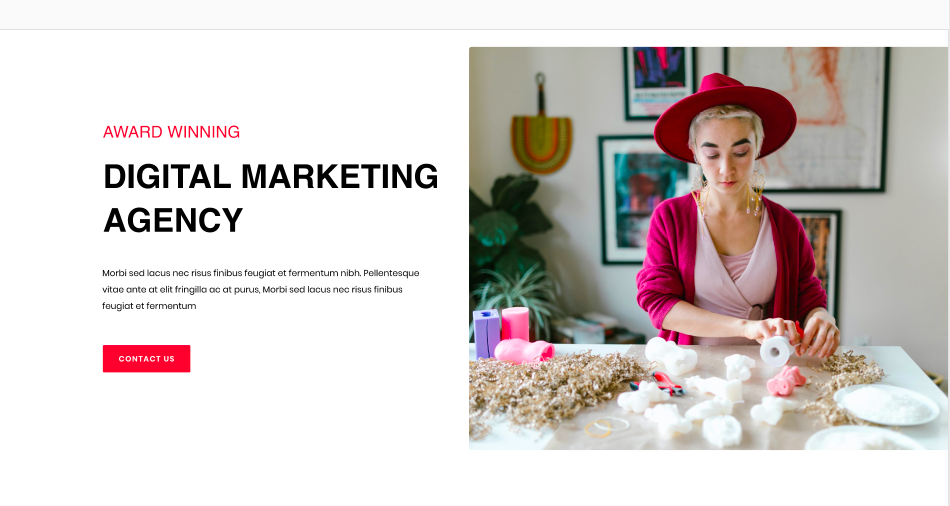 AWARD WINNING
DIGITAL MARKETING
AGENCY
Morbi sed lacus nec risus finibus feugiat et fermentum nibh. Pellentesque
vitae ante at elit fringilla ac at purus, Morbi sed lacus nec risus finibus
feugiat et fermentum
CONTACT US